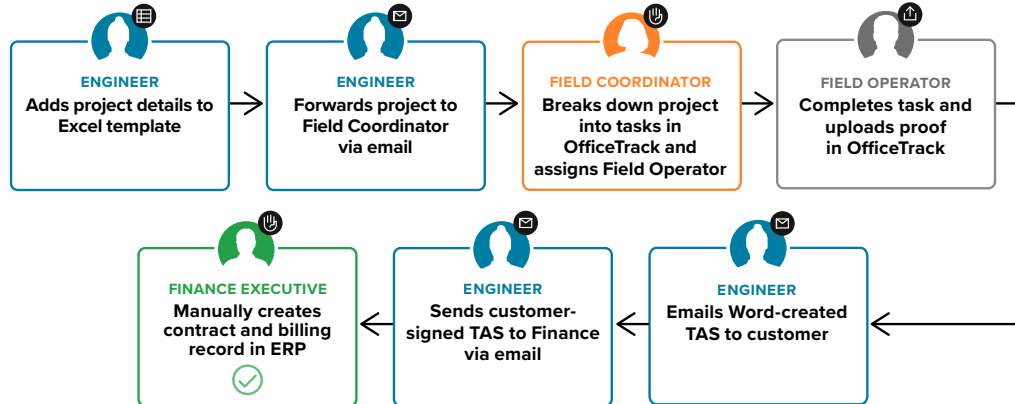 ENGINEER
Adds project details to
Excel template
ENGINEER
Forwards project to
Field Coordinator
via email
FIELD COORDINATOR
Breaks down project
into tasks in
OfficeTrack and
assigns Field Operator
FIELD OPERATOR
Completes task and
uploads proof
in OfficeTrack
FINANCE EXECUTIVE
Manually creates
contract and billing
record in ERP
ENGINEER
Sends customer-
signed TAS to Finance
via email
ENGINEER
Emails Word-created
TAS to customer